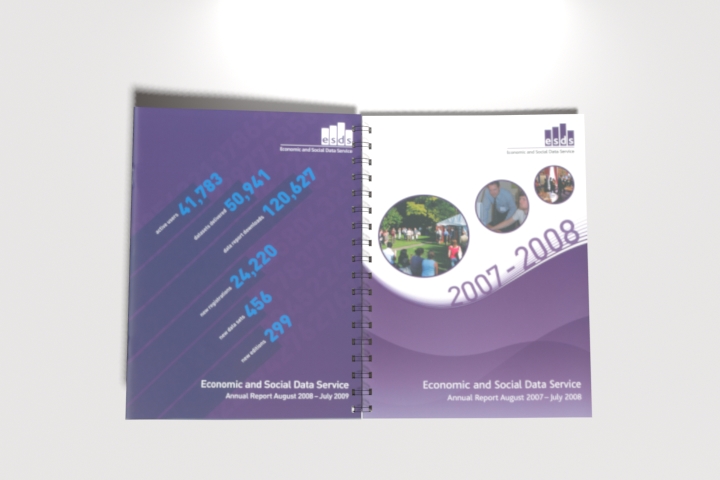 esds
Economic and Social Data Service
active users 41,783
datasets delivered 50,941
data report downloads 120,627
new registrations 24,220
new data sets 456
new editions 299
Economic and Social Data Service
Annual Report August 2008 – July 2009
esds
Economic and Social Data Service
2007-2008
Economic and Social Data Service
Annual Report August 2007 – July 2008